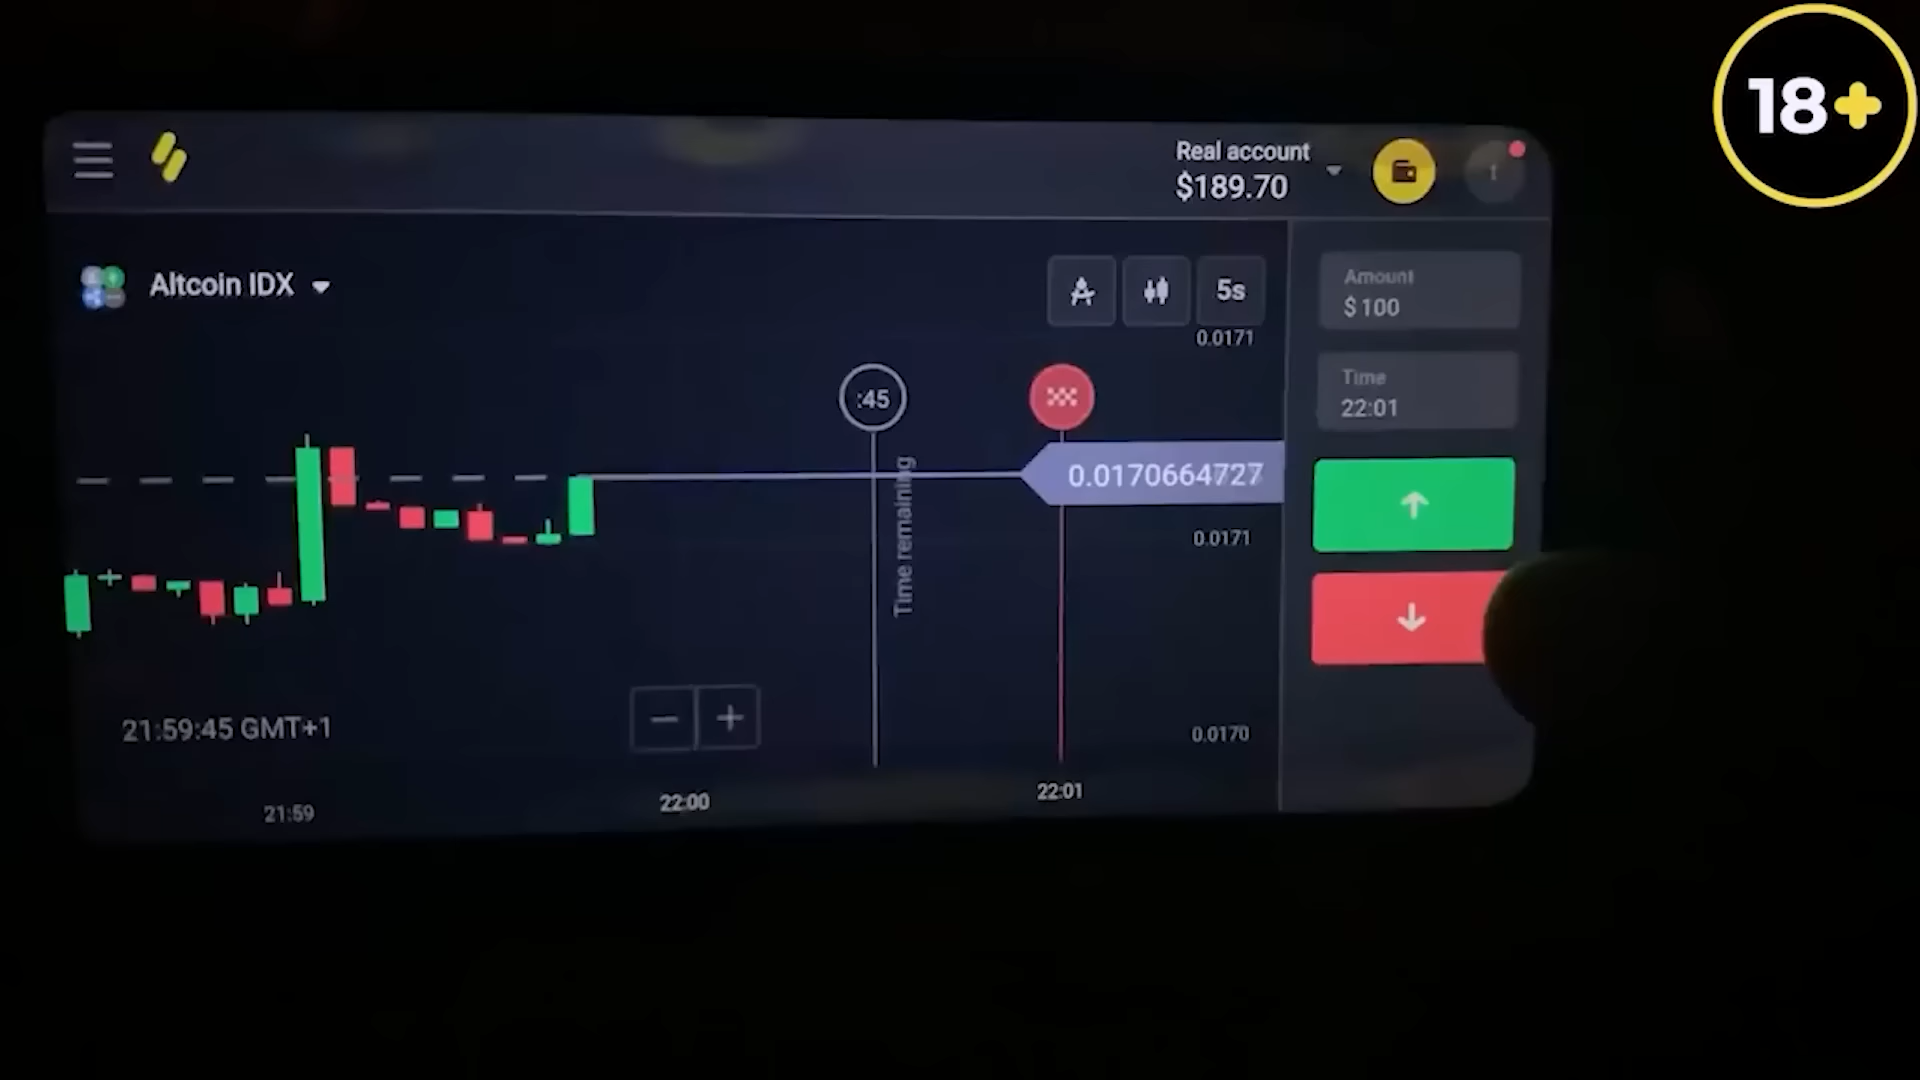 18+
Real account
$189.70
Altcoin IDX
5s
0.0171
Amount
$100
Time
22:01
:45
Time remaining
0.0170664727
0.0171
0.0170
21:59:45 GMT+1
21:59
22:00
22:01